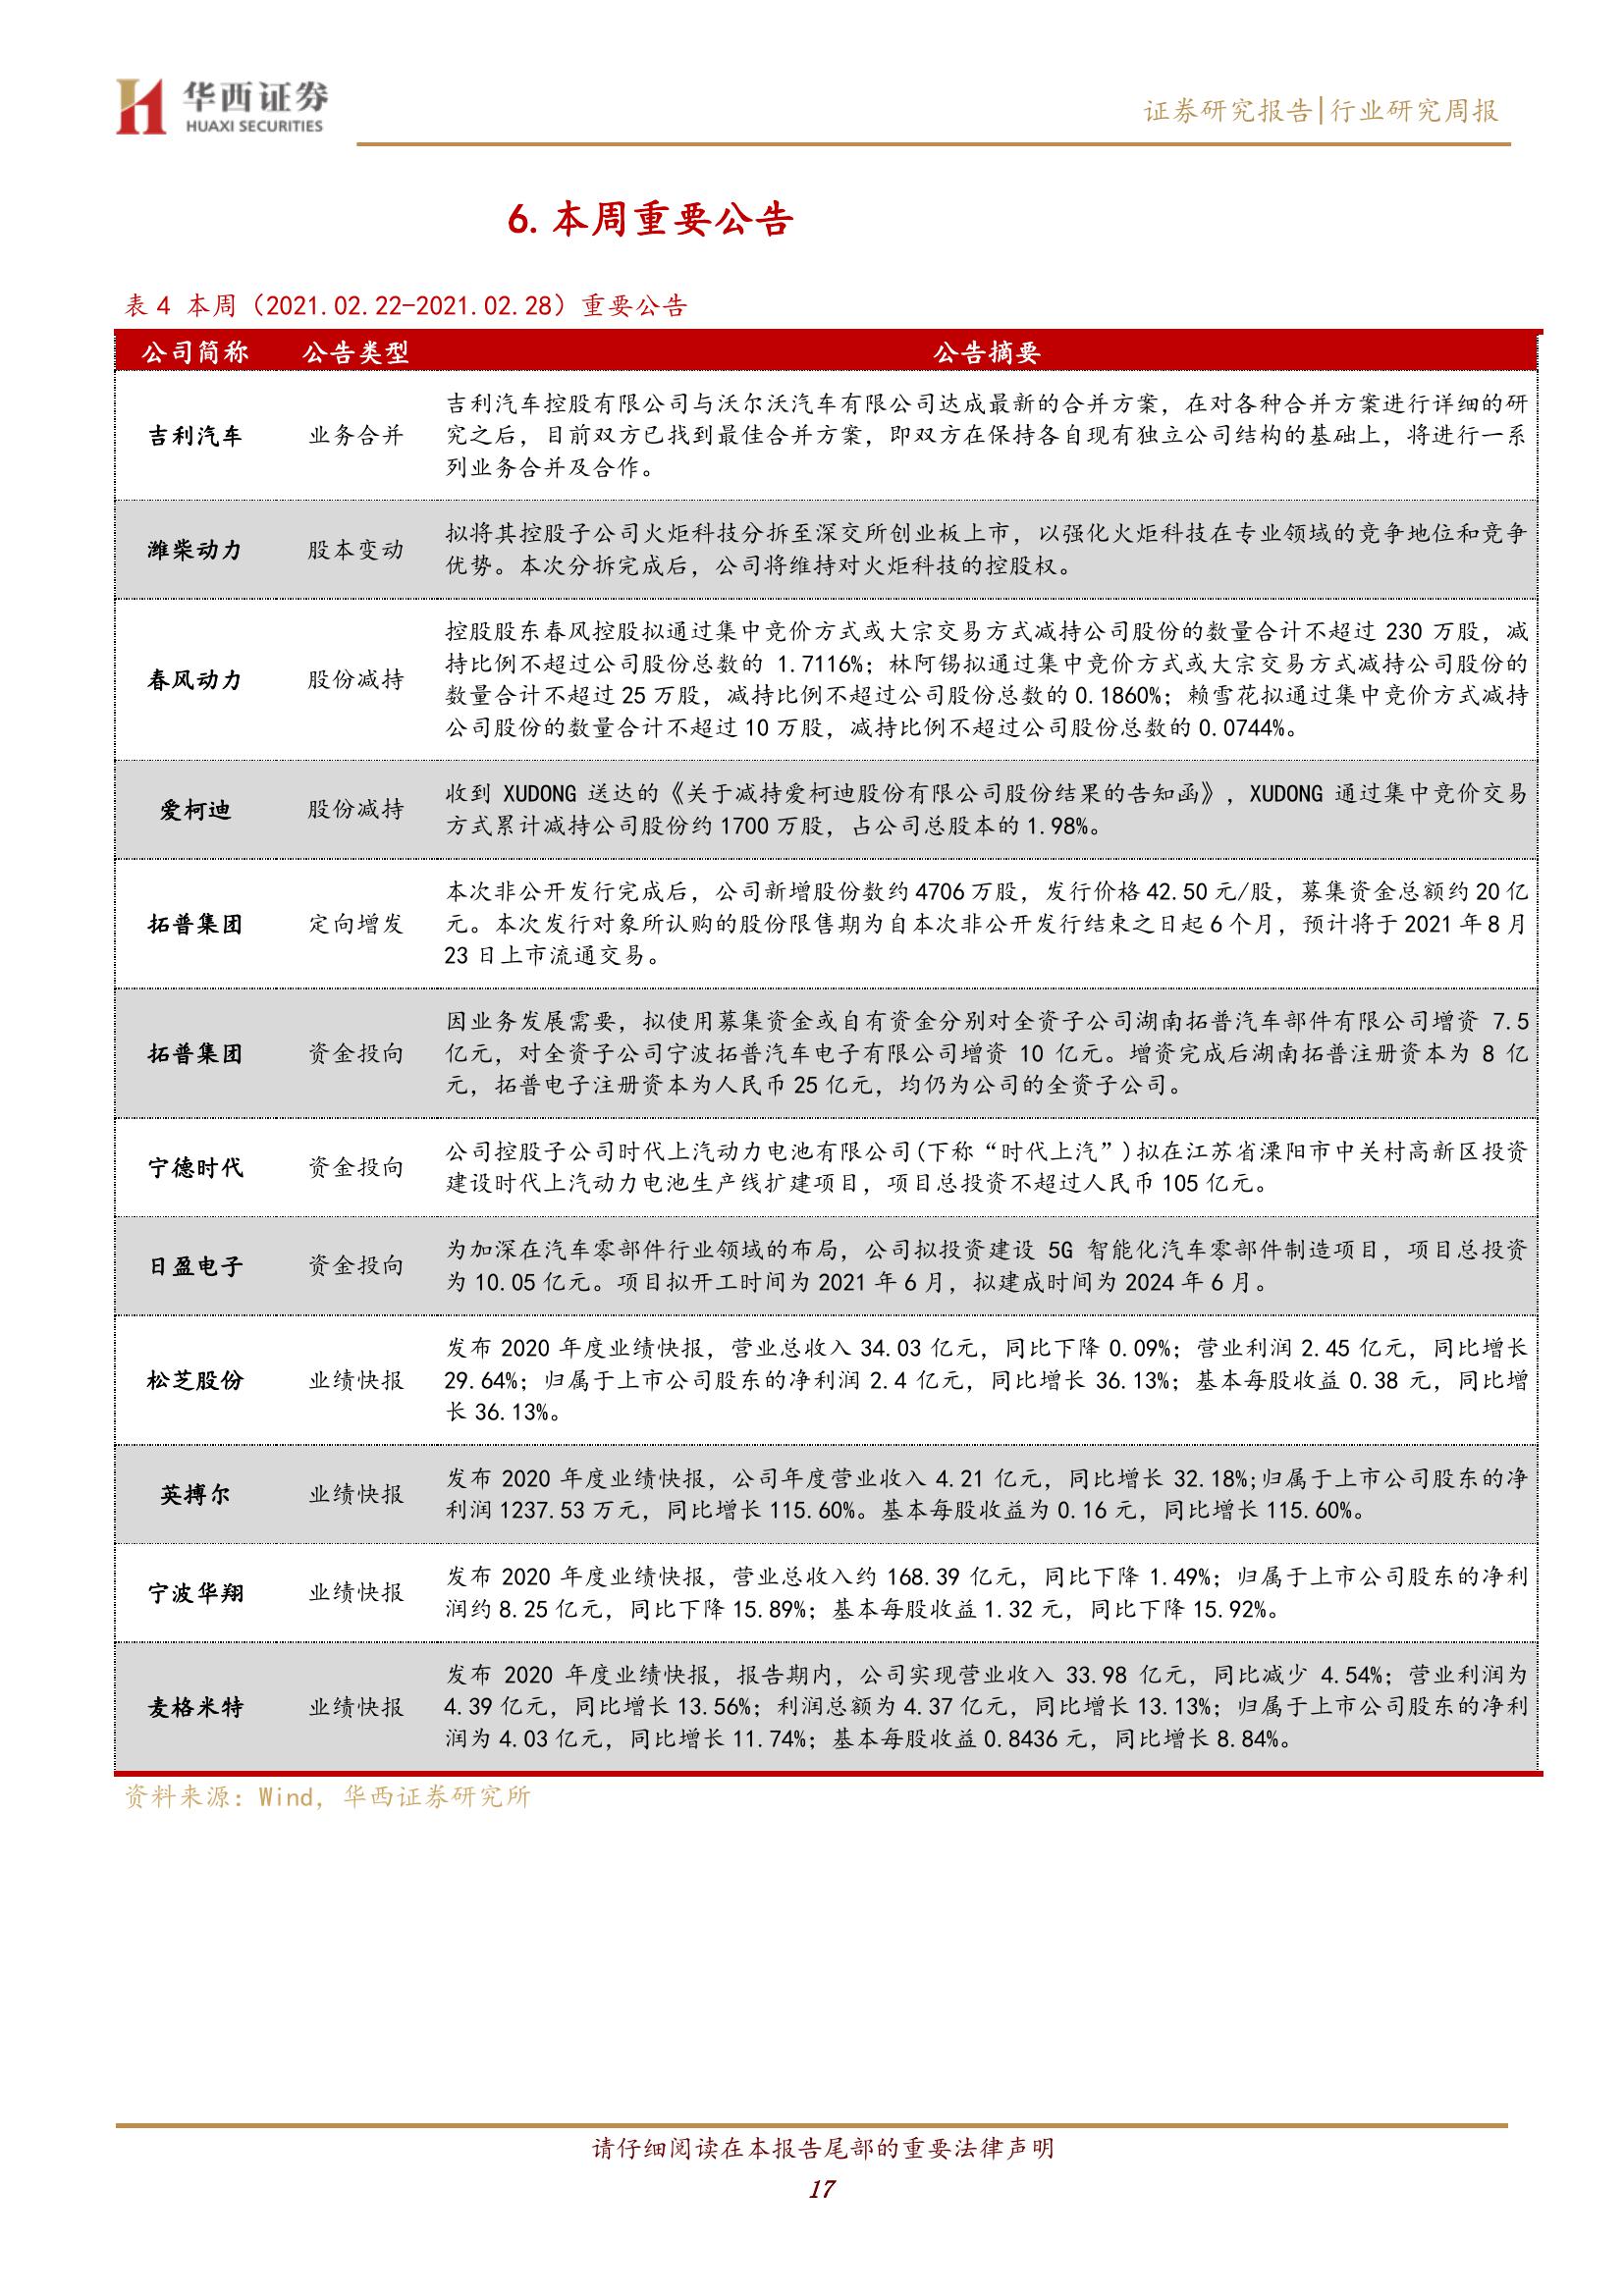 华西证券
HUAXI SECURITIES
证券研究报告|行业研究周报
6. 本周重要公告
表 4 本周（2021.02.22-2021.02.28）重要公告
公司简称 公告类型 公告摘要
吉利汽车 业务合并
吉利汽车控股有限公司与沃尔沃汽车有限公司达成最新的合并方案，在对各种合并方案进行详细的研
究之后，目前双方已找到最佳合并方案，即双方在保持各自现有独立公司结构的基础上，将进行一系
列业务合并及合作。
潍柴动力 股本变动
拟将其控股子公司火炬科技分拆至深交所创业板上市，以强化火炬科技在专业领域的竞争地位和竞争
优势。本次分拆完成后，公司将维持对火炬科技的控股权。
春风动力 股份减持
控股股东春风控股拟通过集中竞价方式或大宗交易方式减持公司股份的数量合计不超过 230 万股，减
持比例不超过公司股份总数的 1.7116%；林阿锡拟通过集中竞价方式或大宗交易方式减持公司股份的
数量合计不超过 25 万股，减持比例不超过公司股份总数的 0.1860%；赖雪花拟通过集中竞价方式减持
公司股份的数量合计不超过 10 万股，减持比例不超过公司股份总数的 0.0744%。
爱柯迪 股份减持
收到 XUDONG 送达的《关于减持爱柯迪股份有限公司股份结果的告知函》，XUDONG 通过集中竞价交易
方式累计减持公司股份约 1700 万股，占公司总股本的 1.98%。
拓普集团 定向增发
本次非公开发行完成后，公司新增股份数约 4706 万股，发行价格 42.50 元/股，募集资金总额约 20 亿
元。本次发行对象所认购的股份限售期为自本次非公开发行结束之日起 6 个月，预计将于 2021 年 8 月
23 日上市流通交易。
拓普集团 资金投向
因业务发展需要，拟使用募集资金或自有资金分别对全资子公司湖南拓普汽车部件有限公司增资 7.5
亿元，对全资子公司宁波拓普汽车电子有限公司增资 10 亿元。增资完成后湖南拓普注册资本为 8 亿
元，拓普电子注册资本为人民币 25 亿元，均仍为公司的全资子公司。
宁德时代 资金投向
公司控股子公司时代上汽动力电池有限公司(下称“时代上汽”)拟在江苏省溧阳市中关村高新区投资
建设时代上汽动力电池生产线扩建项目，项目总投资不超过人民币 105 亿元。
日盈电子 资金投向
为加深在汽车零部件行业领域的布局，公司拟投资建设 5G 智能化汽车零部件制造项目，项目总投资
为 10.05 亿元。项目拟开工时间为 2021 年 6 月，拟建成时间为 2024 年 6 月。
松芝股份 业绩快报
发布 2020 年度业绩快报，营业总收入 34.03 亿元，同比下降 0.09%；营业利润 2.45 亿元，同比增长
29.64%；归属于上市公司股东的净利润 2.4 亿元，同比增长 36.13%；基本每股收益 0.38 元，同比增
长 36.13%。
英搏尔 业绩快报
发布 2020 年度业绩快报，公司年度营业收入 4.21 亿元，同比增长 32.18%;归属于上市公司股东的净
利润 1237.53 万元，同比增长 115.60%。基本每股收益为 0.16 元，同比增长 115.60%。
宁波华翔 业绩快报
发布 2020 年度业绩快报，营业总收入约 168.39 亿元，同比下降 1.49%；归属于上市公司股东的净利
润约 8.25 亿元，同比下降 15.89%；基本每股收益 1.32 元，同比下降 15.92%。
麦格米特 业绩快报
发布 2020 年度业绩快报，报告期内，公司实现营业收入 33.98 亿元，同比减少 4.54%；营业利润为
4.39 亿元，同比增长 13.56%；利润总额为 4.37 亿元，同比增长 13.13%；归属于上市公司股东的净利
润为 4.03 亿元，同比增长 11.74%；基本每股收益 0.8436 元，同比增长 8.84%。
资料来源：Wind，华西证券研究所
请仔细阅读在本报告尾部的重要法律声明
17